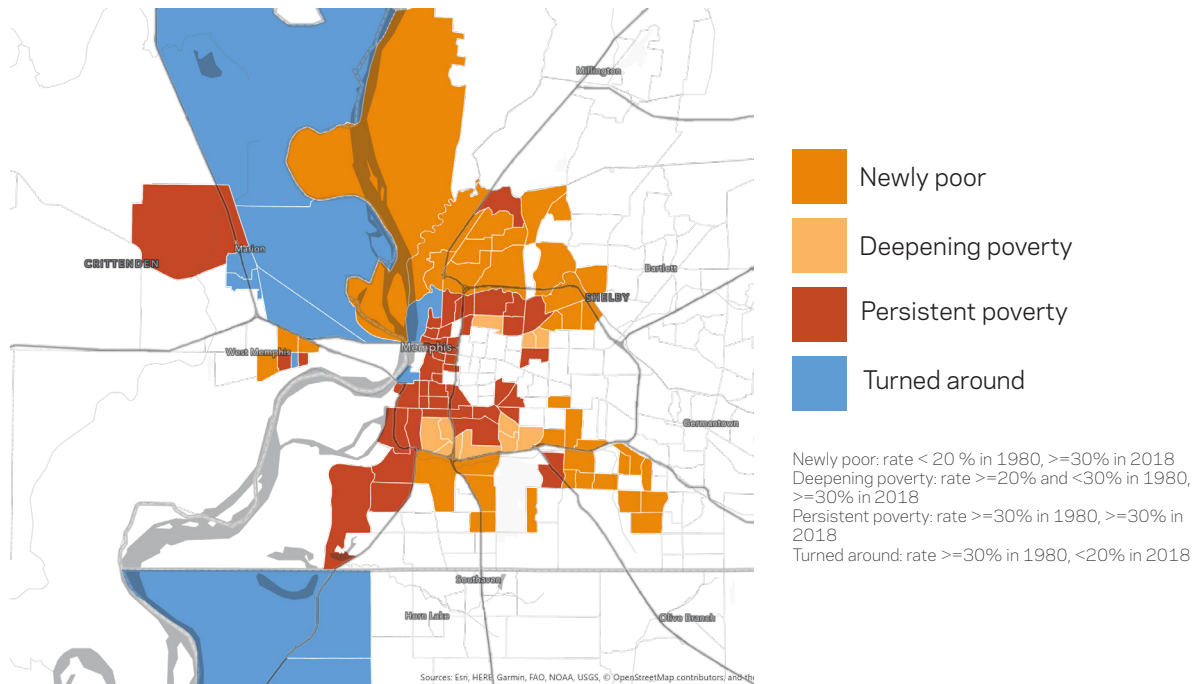 Millington
Marion
CRITTENDEN
Bartlett
SHELBY
West Memphis
Memphis
Germantown
Southaven
Horn Lake
Olive Branch
Sources: Esri, HERE, Garmin, FAO, NOAA, USGS, © OpenStreetMap contributors, and the
Newly poor
Deepening poverty
Persistent poverty
Turned around
Newly poor: rate < 20 % in 1980, >=30% in 2018
Deepening poverty: rate >=20% and <30% in 1980,
>=30% in 2018
Persistent poverty: rate >=30% in 1980, >=30% in
2018
Turned around: rate >=30% in 1980, <20% in 2018